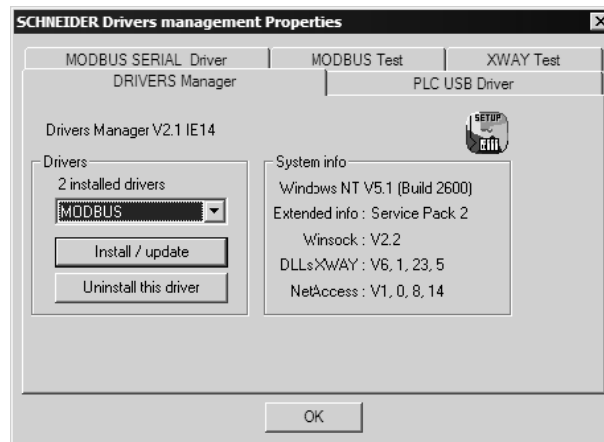 SCHNEIDER Drivers management Properties
MODBUS SERIAL Driver
MODBUS Test
XWAY Test
DRIVERS Manager
PLC USB Driver
Drivers Manager V2.1 IE14
SETUP
Drivers
2 installed drivers
MODBUS
Install / update
Uninstall this driver
System info
Windows NT V5.1 (Build 2600)
Extended info : Service Pack 2
Winsock : V2.2
DLLs XWAY : V6, 1, 23, 5
NetAccess : V1, 0, 8, 14
OK